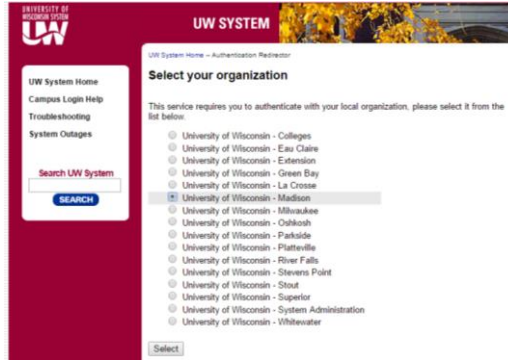 UNIVERSITY OF
WISCONSIN SYSTEM
UW
UW SYSTEM
UW System Home – Authentication Redirector
Select your organization
This service requires you to authenticate with your local organization, please select it from the
list below.
University of Wisconsin - Colleges
University of Wisconsin - Eau Claire
University of Wisconsin - Extension
University of Wisconsin - Green Bay
University of Wisconsin - La Crosse
University of Wisconsin - Madison
University of Wisconsin - Milwaukee
University of Wisconsin - Oshkosh
University of Wisconsin - Parkside
University of Wisconsin - Platteville
University of Wisconsin - River Falls
University of Wisconsin - Stevens Point
University of Wisconsin - Stout
University of Wisconsin - Superior
University of Wisconsin - System Administration
University of Wisconsin - Whitewater
Select
UW System Home
Campus Login Help
Troubleshooting
System Outages
Search UW System
SEARCH